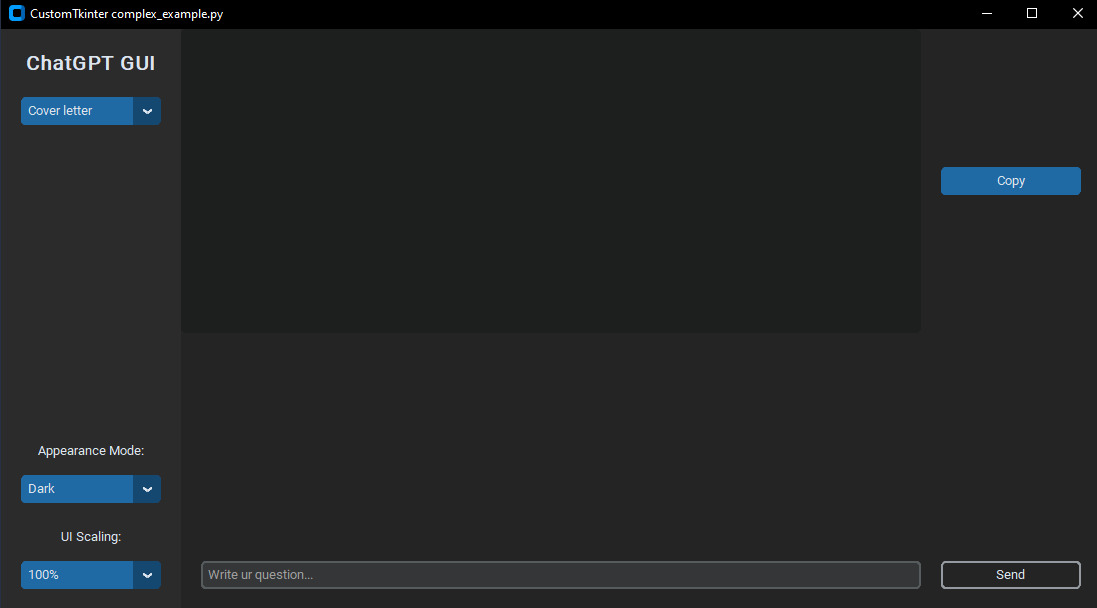 CustomTkinter complex_example.py
ChatGPT GUI
Cover letter
Copy
Appearance Mode:
Dark
UI Scaling:
100%
Write ur question...
Send